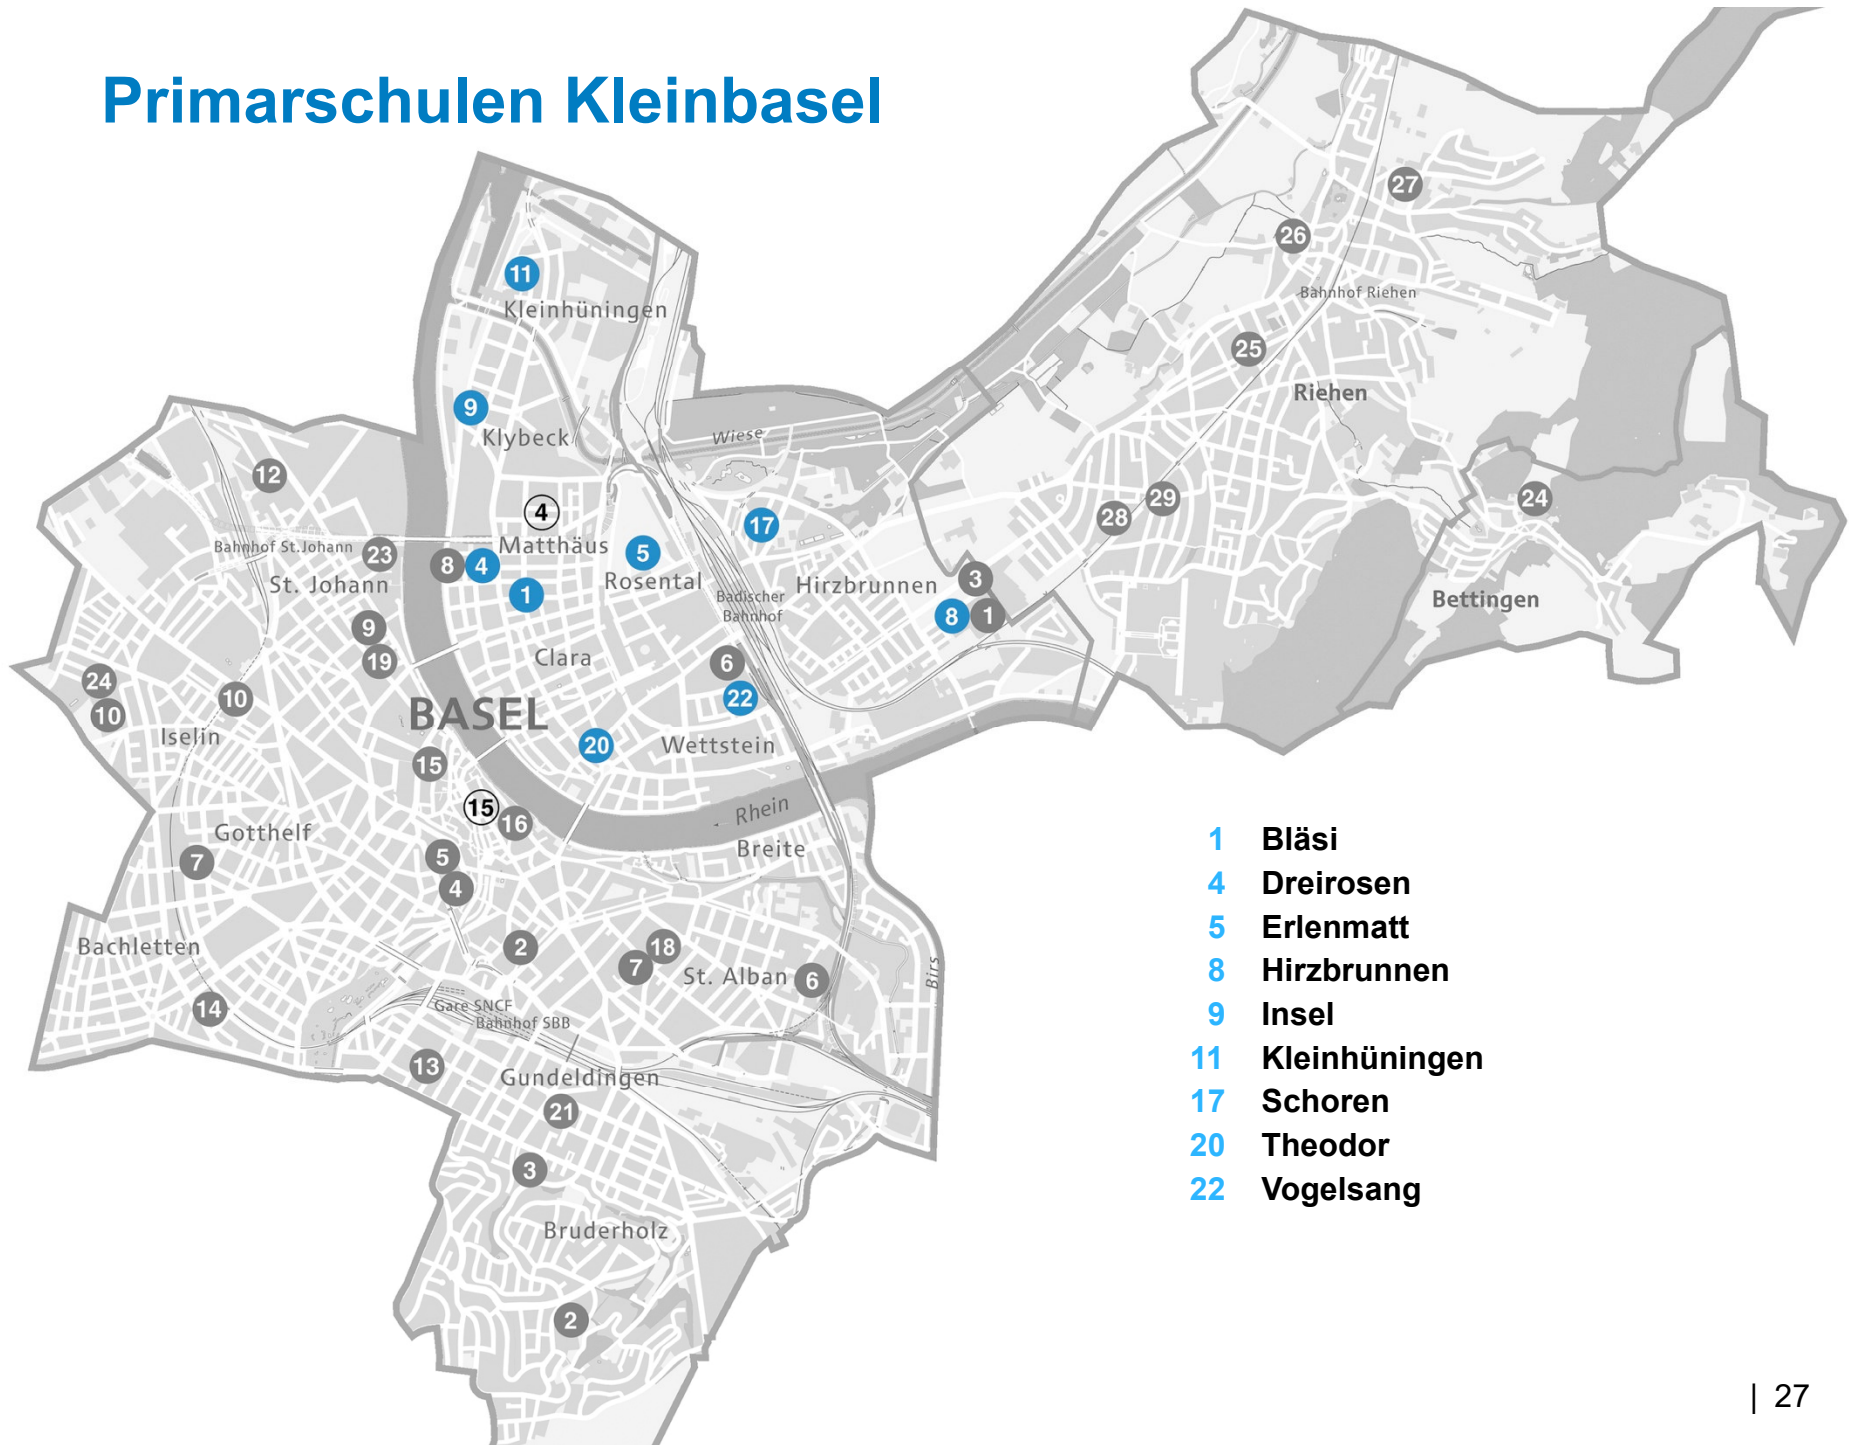 Primarschulen Kleinbasel
27
26
11
Bahnhof Riehen
Kleinhüningen
25
Riehen
9
Klybeck
Wiese
12
24
29
4
28
17
Matthäus
Bahnhof St.Johann
23
5
8
4
St. Johann
Rosental
Hirzbrunnen
3
1
Badischer
Bahnhof
Bettingen
8
1
9
Clara
19
6
24
22
10
10
BASEL
Iselin
20
Wettstein
15
15
Rhein
16
Gotthelf
Breite
5
7
4
Bachletten
2
18
7
St. Alban
6
Birs
14
Gare SNCF
Bahnhof SBB
13
Gundeldingen
21
3
Bruderholz
2
1 Bläsi
4 Dreirosen
5 Erlenmatt
8 Hirzbrunnen
9 Insel
11 Kleinhüningen
17 Schoren
20 Theodor
22 Vogelsang
| 27